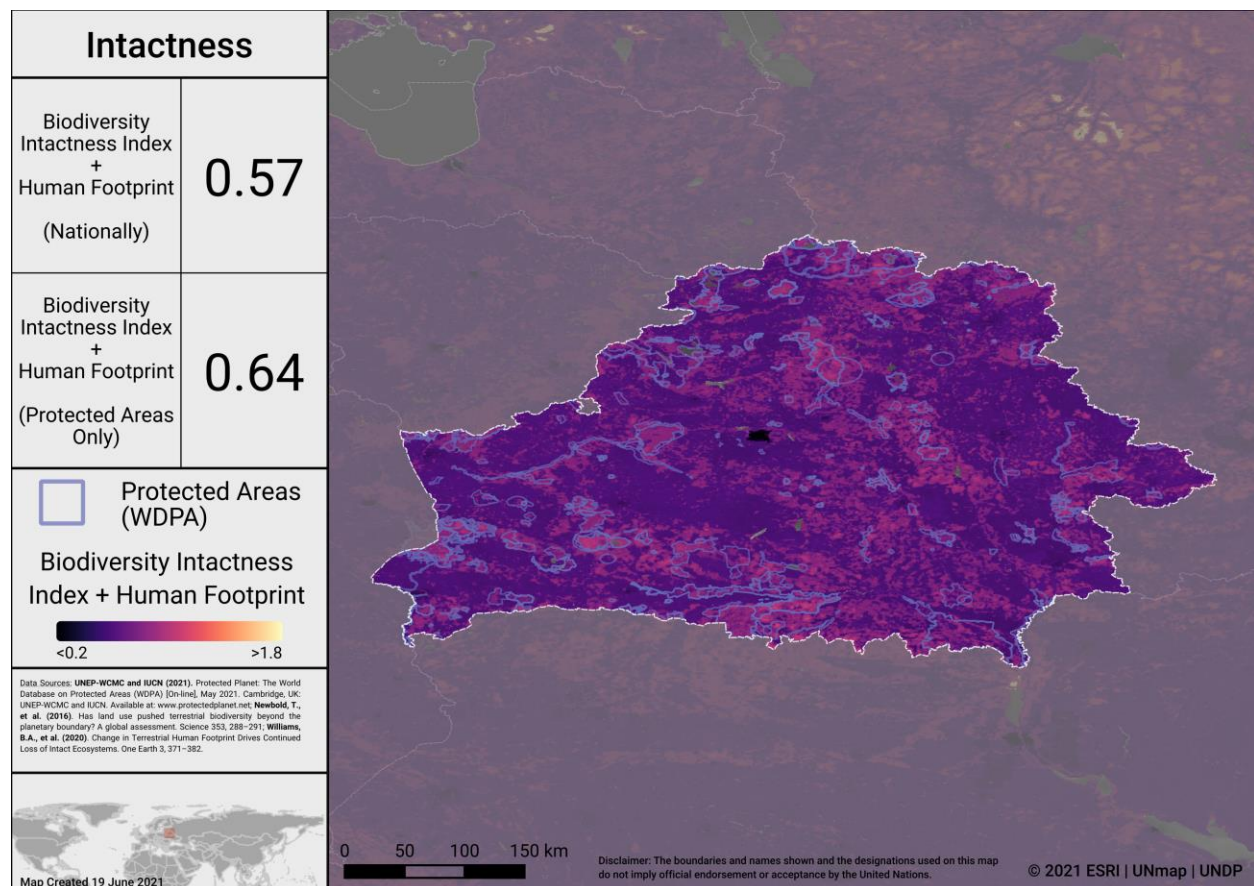 Intactness
Biodiversity
Intactness Index
+
Human Footprint
(Nationally)
0.57
Biodiversity
Intactness Index
+
Human Footprint
(Protected Areas
Only)
0.64
Protected Areas
(WDPA)
Biodiversity Intactness
Index + Human Footprint
<0.2
>1.8
Data Sources: UNEP-WCMC and IUCN (2021). Protected Planet: The World
Database on Protected Areas (WDPA) [On-line], May 2021. Cambridge, UK:
UNEP-WCMC and IUCN. Available at: www.protectedplanet.net; Newbold, T.,
et al. (2016). Has land use pushed terrestrial biodiversity beyond the
planetary boundary? A global assessment. Science 353, 288–291; Williams,
B.A., et al. (2020). Change in Terrestrial Human Footprint Drives Continued
Loss of Intact Ecosystems. One Earth 3, 371–382.
Map Created 19 June 2021
0 50 100 150 km
Disclaimer: The boundaries and names shown and the designations used on this map
do not imply official endorsement or acceptance by the United Nations.
© 2021 ESRI | UNmap | UNDP